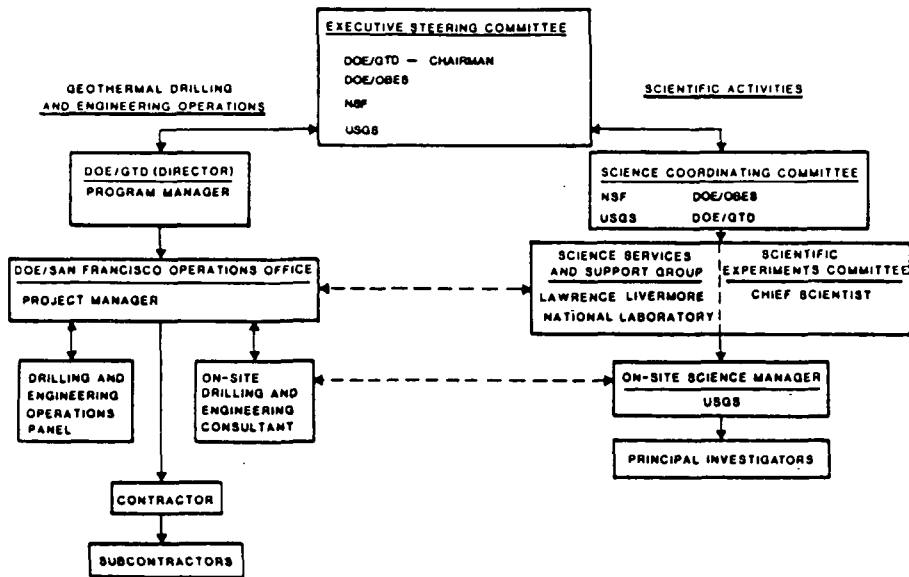 EXECUTIVE STEERING COMMITTEE
DOE/GTD — CHAIRMAN
DOE/OBES
NSF
USGS
GEOTHERMAL DRILLING
AND ENGINEERING OPERATIONS
SCIENTIFIC ACTIVITIES
DOE/GTD (DIRECTOR)
PROGRAM MANAGER
SCIENCE COORDINATING COMMITTEE
NSF DOE/OBES
USGS DOE/GTD
DOE/SAN FRANCISCO OPERATIONS OFFICE
PROJECT MANAGER
SCIENCE SERVICES
AND SUPPORT GROUP
LAWRENCE LIVERMORE
NATIONAL LABORATORY
SCIENTIFIC
EXPERIMENTS COMMITTEE
CHIEF SCIENTIST
DRILLING AND
ENGINEERING
OPERATIONS
PANEL
ON-SITE
DRILLING AND
ENGINEERING
CONSULTANT
ON-SITE SCIENCE MANAGER
USGS
PRINCIPAL INVESTIGATORS
CONTRACTOR
SUBCONTRACTORS